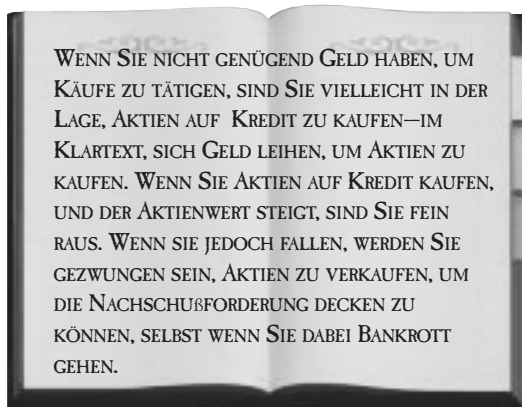 Wenn Sie nicht genügend Geld haben, um
Käufe zu tätigen, sind Sie vielleicht in der
Lage, Aktien auf Kredit zu kaufen—im
Klartext, sich Geld leihen, um Aktien zu
kaufen. Wenn Sie Aktien auf Kredit kaufen,
und der Aktienwert steigt, sind Sie fein
raus. Wenn sie jedoch fallen, werden Sie
gezwungen sein, Aktien zu verkaufen, um
die Nachschußforderung decken zu
können, selbst wenn Sie dabei Bankrott
gehen.